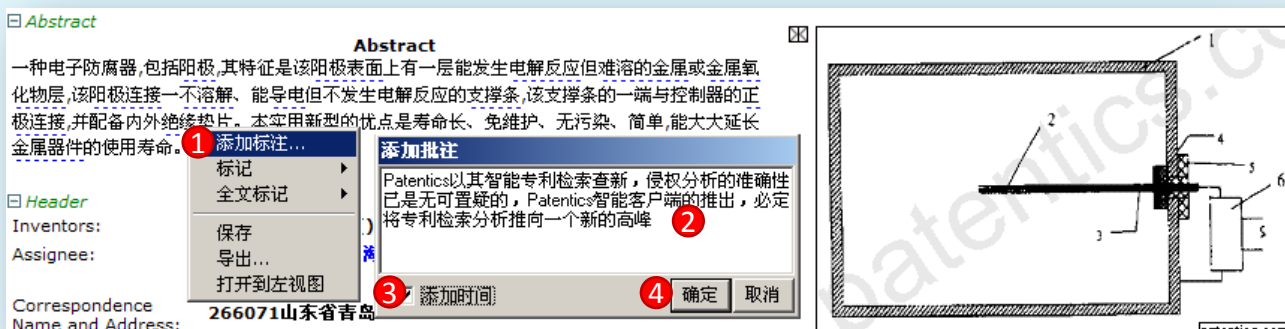 Abstract
Abstract
一种电子防腐器,包括阳极,其特征是该阳极表面上有一层能发生电解反应但难溶的金属或金属氧
化物层,该阳极连接一不溶解、能导电但不发生电解反应的支撑条,该支撑条的一端与控制器的正
极连接,并配备内外绝缘垫片。本实用新型的优点是寿命长、免维护、无污染、简单,能大大延长
金属器件的使用寿命。
1 添加标注...
标记
全文标记
保存
导出...
打开到左视图
添加批注
Patentics以其智能专利检索查新，侵权分析的准确性
已是无可置疑的，Patentics智能客户端的推出，必定
将专利检索分析推向一个新的高峰
2
3 添加时间
4 确定 取消
Header
Inventors:
Assignee:
Correspondence
Name and Address:
266071山东省青岛
1
2
3
4
5
6
S
patentics.co